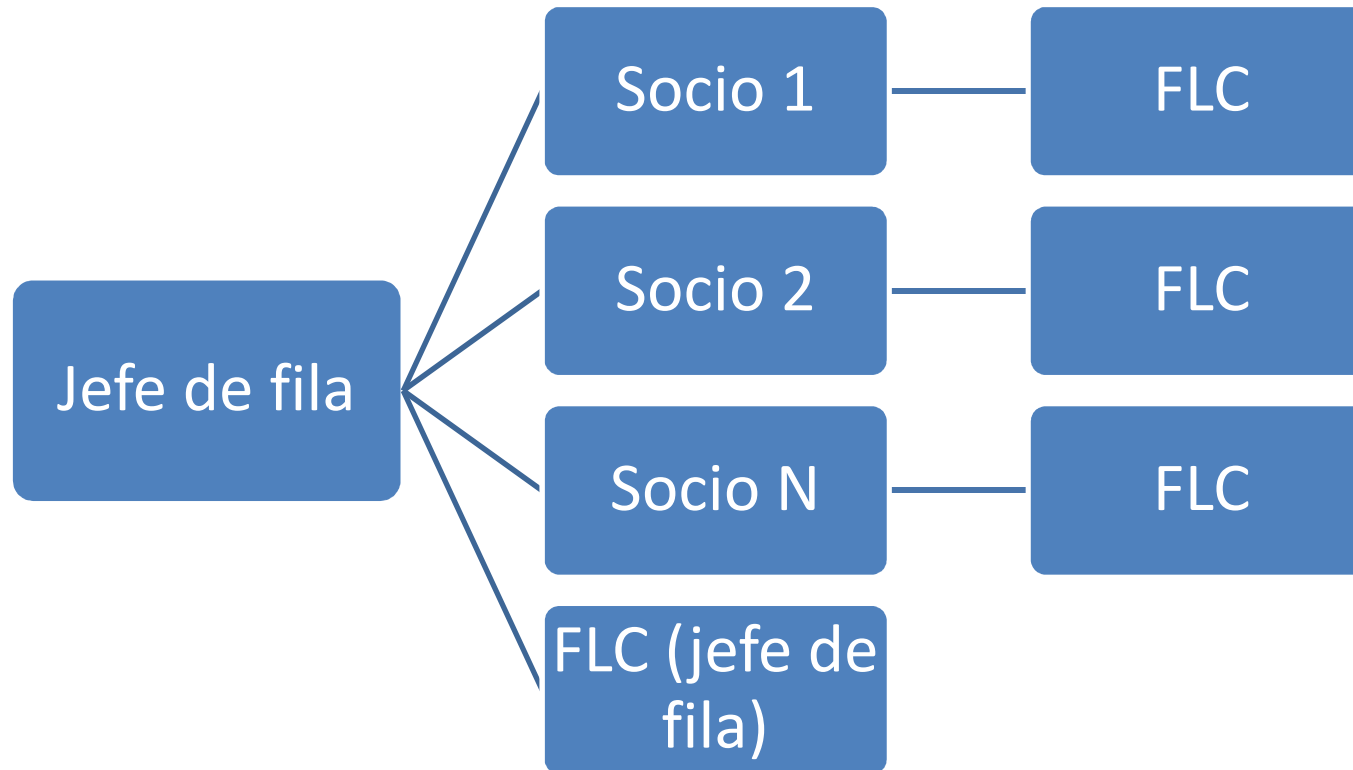 Socio 1
FLC
Socio 2
FLC
Jefe de fila
Socio N
FLC
FLC (jefe de
fila)